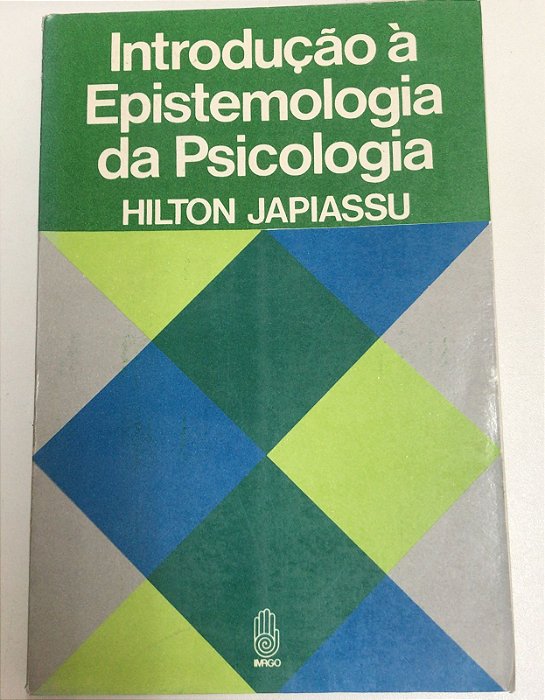 Introdução à
Epistemologia
da Psicologia
HILTON JAPIASSU
IMAGO